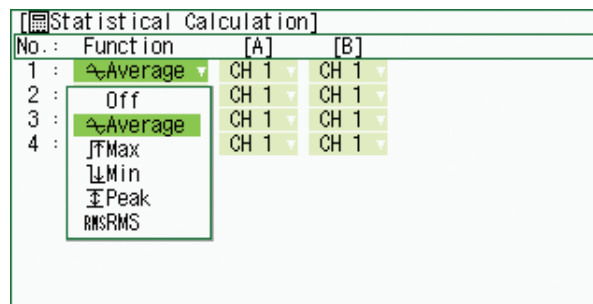 [Statistical Calculation]
No.: Function [A] [B]
1 : Average CH 1 CH 1
2 : Off CH 1 CH 1
3 : Average CH 1 CH 1
4 : Max CH 1 CH 1
Min
Peak
RMSRMS